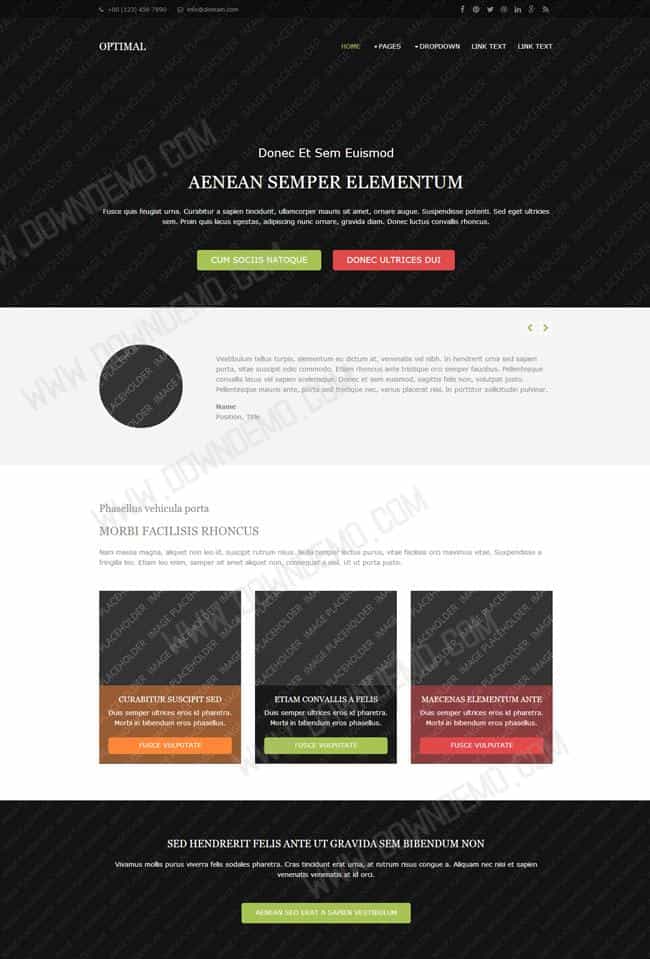 +00 (123) 456 7890 info@domain.com
OPTIMAL
HOME PAGES DROPDOWN LINK TEXT LINK TEXT
Donec Et Sem Euismod
AENEAN SEMPER ELEMENTUM
Fusce quis feugiat urna. Curabitur a sapien tincidunt, ullamcorper mauris sit amet, ornare augue. Suspendisse potenti. Sed eget ultricies
sem. Proin quis lacus egestas, adipiscing nunc ornare, gravida diam. Donec luctus convallis rhoncus.
CUM SOCIIS NATOQUE DONEC ULTRICES DUI
Vestibulum tellus turpis, elementum eu dictum at, venenatis vel nibh. In hendrerit urna sed sapien
porta, vitae suscipit odio commodo. Etiam rhoncus ante tristique orci semper faucibus. Pellentesque
convallis lacus vel sapien scelerisque. Donec et sem euismod, sagittis felis non, volutpat justo.
Pellentesque mauris ante, porta sed tristique nec, varius placerat nisi. In porttitor sollicitudin pulvinar.
Name
Position, Title
Phasellus vehicula porta
MORBI FACILISIS RHONCUS
Nam massa magna, aliquet non leo id, suscipit rutrum risus. Nulla semper lectus purus, vitae facilisis orci maximus vitae. Suspendisse a
fringilla leo. Etiam leo enim, semper sit amet aliquet non, consequat a nisl. Ut ut porta justo.
CURABITUR SUSCIPIT SED
Duis semper ultrices eros id pharetra.
Morbi in bibendum eros phasellus.
FUSCE VULPUTATE
ETIAM CONVALLIS A FELIS
Duis semper ultrices eros id pharetra.
Morbi in bibendum eros phasellus.
FUSCE VULPUTATE
MAECENAS ELEMENTUM ANTE
Duis semper ultrices eros id pharetra.
Morbi in bibendum eros phasellus.
FUSCE VULPUTATE
SED HENDRERIT FELIS ANTE UT GRAVIDA SEM BIBENDUM NON
Vivamus mollis purus viverra felis sodales pharetra. Cras tincidunt erat urna, at rutrum risus congue a. Aliquam nec nisi et sapien
venenatis venenatis at id orci.
AENEAN SED ERAT A SAPIEN VESTIBULUM
WWW.DOWNDEMO.COM
WWW.DOWNDEMO.COM
WWW.DOWNDEMO.COM
WWW.DOWNDEMO.COM
WWW.DOWNDEMO.COM